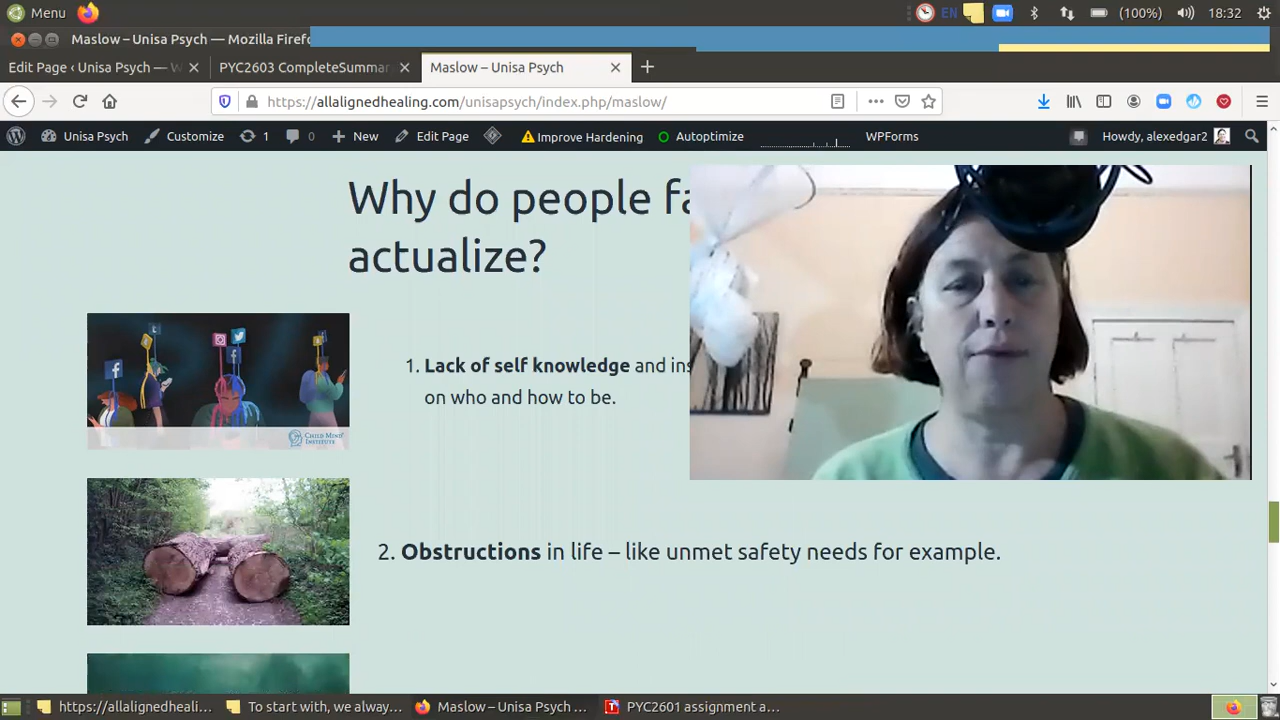 Menu
EN
(100%)
18:32
Maslow – Unisa Psych — Mozilla Firefo
Edit Page ‹ Unisa Psych — W
PYC2603 CompleteSummar
Maslow – Unisa Psych
https://allalignedhealing.com/unisapsych/index.php/maslow/
Unisa Psych
Customize
1
0
New
Edit Page
Improve Hardening
Autoptimize
WPForms
Howdy, alexedgar2
Why do people fa
actualize?
CHILD MIND
INSTITUTE
1. Lack of self knowledge and ins
on who and how to be.
2. Obstructions in life – like unmet safety needs for example.
https://allalignedheali...
To start with, we alway...
Maslow – Unisa Psych ...
PYC2601 assignment a...